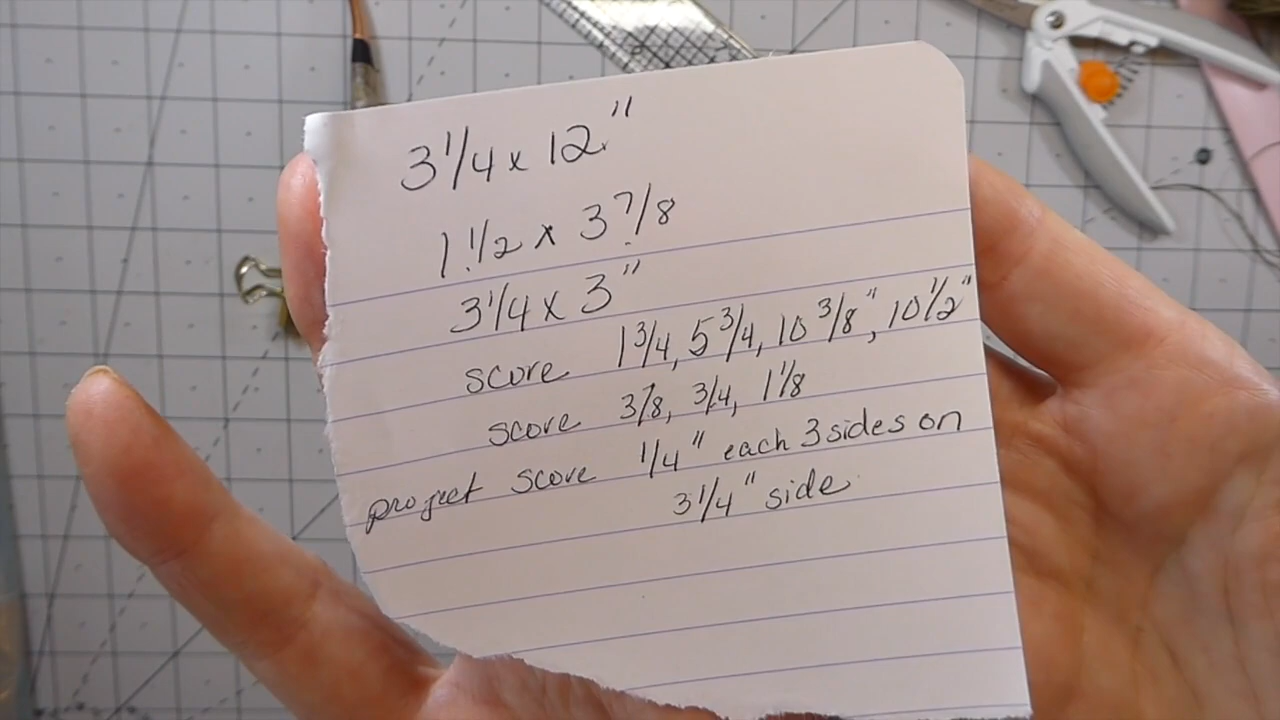 3 1/4 x 12"
1 1/2 x 3 7/8
3 1/4 x 3"
score 1 3/4, 5 3/4, 10 3/8", 10 1/2"
score 3/8, 3/4, 1 1/8
project score 1/4" each 3 sides on
3 1/4" side